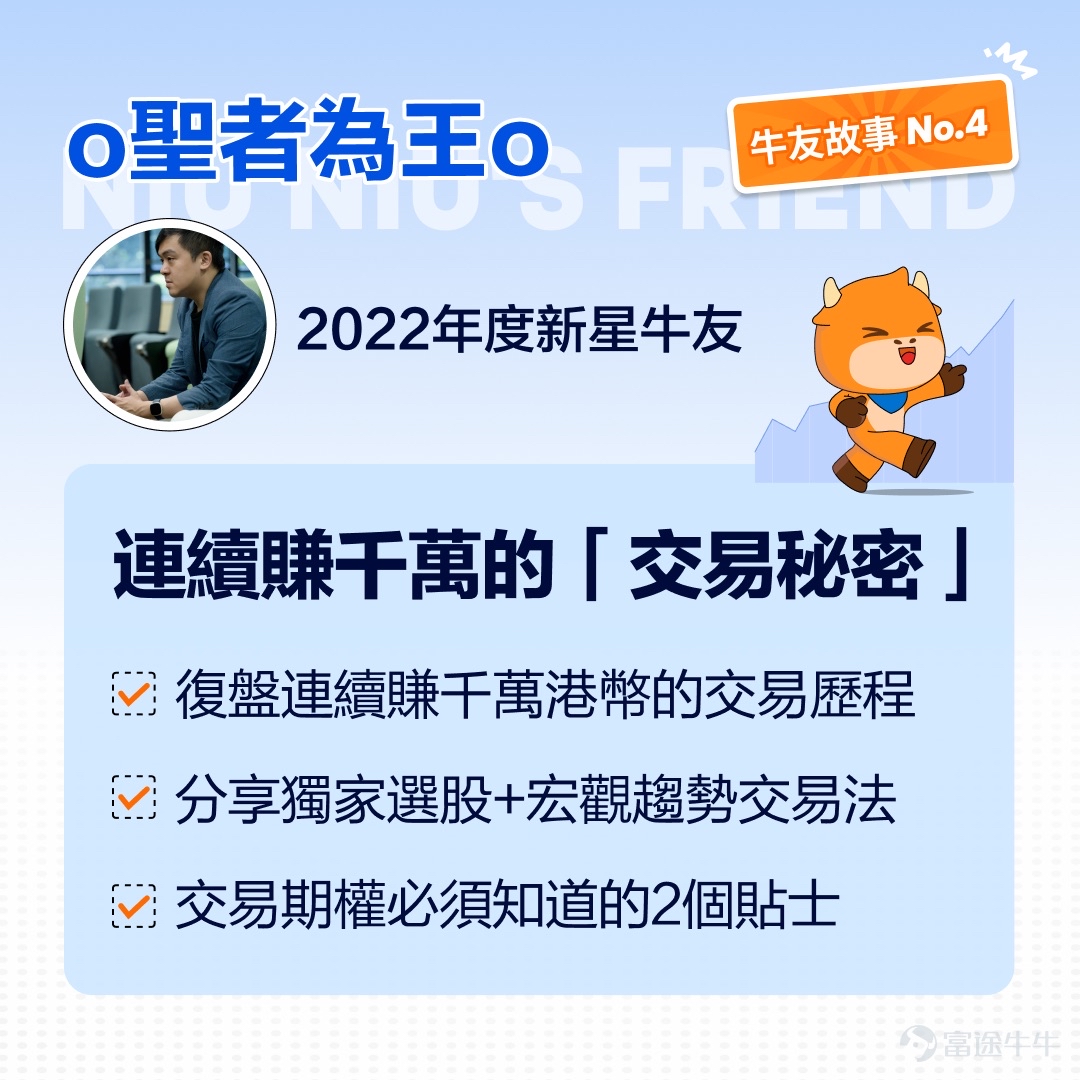 o聖者為王o
牛友故事 No.4
NIU NIU'S FRIEND
2022年度新星牛友
連續賺千萬的「交易秘密」
復盤連續賺千萬港幣的交易歷程
分享獨家選股+宏觀趨勢交易法
交易期權必須知道的2個貼士
富途牛牛